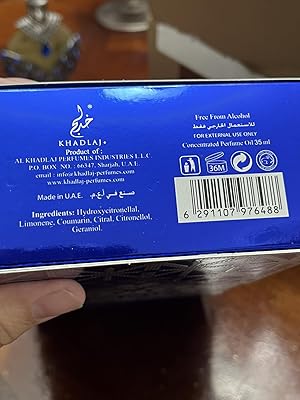 خدلج
KHADLAJ
Product of :
AL KHADLAJ PERFUMES INDUSTRIES L.L.C.
P.O. BOX NO. : 66347, Sharjah, U.A.E.
email : info@khadlaj-perfumes.com
www.khadlaj-perfumes.com
Made in U.A.E. صنع في أ.ع.م.
Ingredients: Hydroxycitronellal,
Limonene, Coumarin, Citral, Citronellol,
Geraniol.
Free From Alcohol
للاستعمال الخارجي فقط
FOR EXTERNAL USE ONLY
Concentrated Perfume Oil 35 ml
36M
6 291107 976488